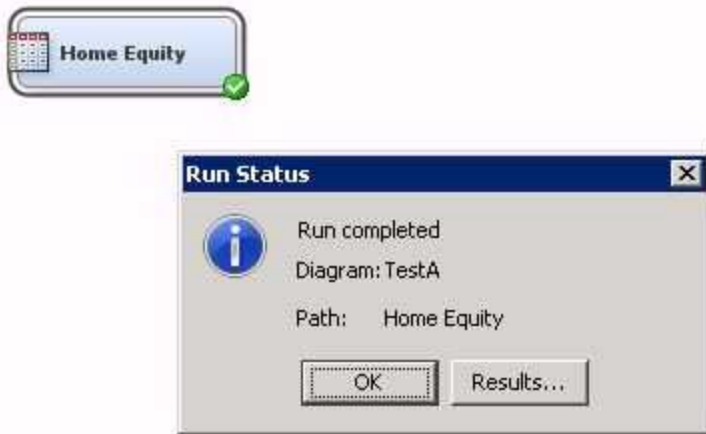 Home Equity
Run Status
Run completed
Diagram: TestA
Path: Home Equity
OK Results...